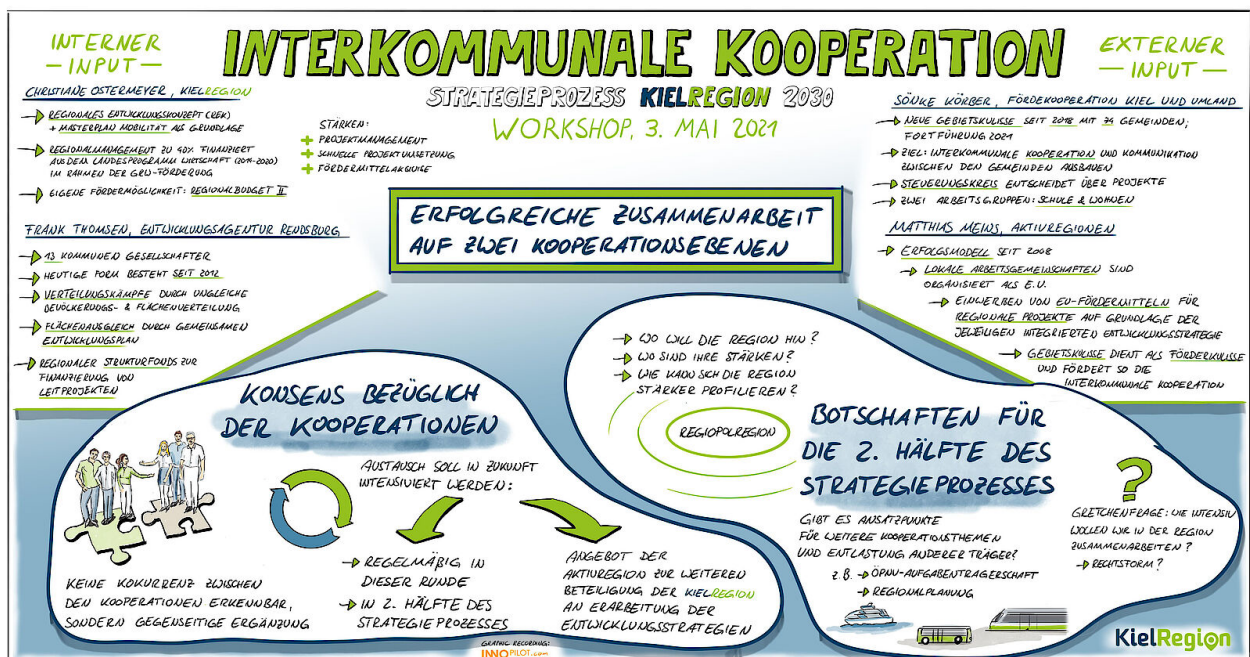 INTERKOMMUNALE KOOPERATION
STRATEGIEPROZESS KIELREGION 2030
WORKSHOP, 3. MAI 2021
INTERNER
— INPUT —
CHRISTIANE OSTERMEYER, KIELREGION
→ REGIONALES ENTWICKLUNGSKONZEPT (REK)
+ MASTERPLAN MOBILITÄT ALS GRUNDLAGE
→ REGIONALMANAGEMENT ZU 40% FINANZIERT
AUS DEM LANDESPROGRAMM WIRTSCHAFT
IM RAHMEN DER GRW-FÖRDERUNG
→ EIGENE FÖRDERMÖGLICHKEIT: REGIONALBUDGET II
STÄRKEN:
+ PROJEKTMANAGEMENT
+ SCHNELLE PROJEKTUMSETZUNG
+ FÖRDERMITTELAKQUISE
FRANK THOMSEN, ENTWICKLUNGSAGENTUR RENDSBURG
→ 13 KOMMUNEN GESELLSCHAFTER
→ HEUTIGE FORM BESTEHT SEIT 2012
→ VERTEILUNGSKÄMPFE DURCH UNGLEICHE
BEVÖLKERUNGS- & FLÄCHENVERTEILUNG
→ FLÄCHENAUSGLEICH DURCH GEMEINSAMEN
ENTWICKLUNGSPLAN
→ REGIONALER STRUKTURFONDS ZUR
FINANZIERUNG VON
LEITPROJEKTEN
EXTERNER
— INPUT —
SÖNKE KÖRBER, FÖRDEKOOPERATION KIEL UND UMLAND
→ NEUE GEBIETSKULISSE SEIT 2018 MIT 34 GEMEINDEN;
FORTFÜHRUNG 2021
→ ZIEL: INTERKOMMUNALE KOOPERATION UND KOMMUNIKATION
ZWISCHEN DEN GEMEINDEN AUSBAUEN
→ STEUERUNGSKREIS ENTSCHEIDET ÜBER PROJEKTE
→ ZWEI ARBEITSGRUPPEN: SCHULE & WOHNEN
MATTHIAS MEINS, AKTIVREGIONEN
→ ERFOLGSMODELL SEIT 2008
→ LOKALE ARBEITSGEMEINSCHAFTEN SIND
ORGANISIERT ALS E.V.
→ EINWERBEN VON EU-FÖRDERMITTELN FÜR
REGIONALE PROJEKTE AUF GRUNDLAGE DER
JEWEILIGEN INTEGRIERTEN ENTWICKLUNGSSTRATEGIE
→ GEBIETSKULISSE DIENT ALS FÖRDERKULISSE
UND FÖRDERT SO DIE
INTERKOMMUNALE KOOPERATION
ERFOLGREICHE ZUSAMMENARBEIT
AUF ZWEI KOOPERATIONSEBENEN
KONSENS BEZÜGLICH
DER KOOPERATIONEN
AUSTAUSCH SOLL IN ZUKUNFT
INTENSIVIERT WERDEN:
KEINE KOKURRENZ ZWISCHEN
DEN KOOPERATIONEN ERKENNBAR,
SONDERN GEGENSEITIGE ERGÄNZUNG
→ REGELMÄßIG IN
DIESER RUNDE
→ IN 2. HÄLFTE DES
STRATEGIEPROZESSES
ANGEBOT DER
AKTIVREGION ZUR WEITEREN
BETEILIGUNG DER KIELREGION
AN ERARBEITUNG DER
ENTWICKLUNGSSTRATEGIEN
→ WO WILL DIE REGION HIN?
→ WO SIND IHRE STÄRKEN?
→ WIE KANN SICH DIE REGION
STÄRKER PROFILIEREN?
REGIOPOLREGION
BOTSCHAFTEN FÜR
DIE 2. HÄLFTE DES
STRATEGIEPROZESSES
GIBT ES ANSATZPUNKTE
FÜR WEITERE KOOPERATIONSTHEMEN
UND ENTLASTUNG ANDERER TRÄGER?
Z.B. → ÖPNV-AUFGABENTRÄGERSCHAFT
→ REGIONALPLANUNG
?
GRETCHENFRAGE: WIE INTENSIV
WOLLEN WIR IN DER REGION
ZUSAMMENARBEITEN?
→ RECHTSFORM?
GRAPHIC RECORDING:
INNOPILOT.com
KielRegion